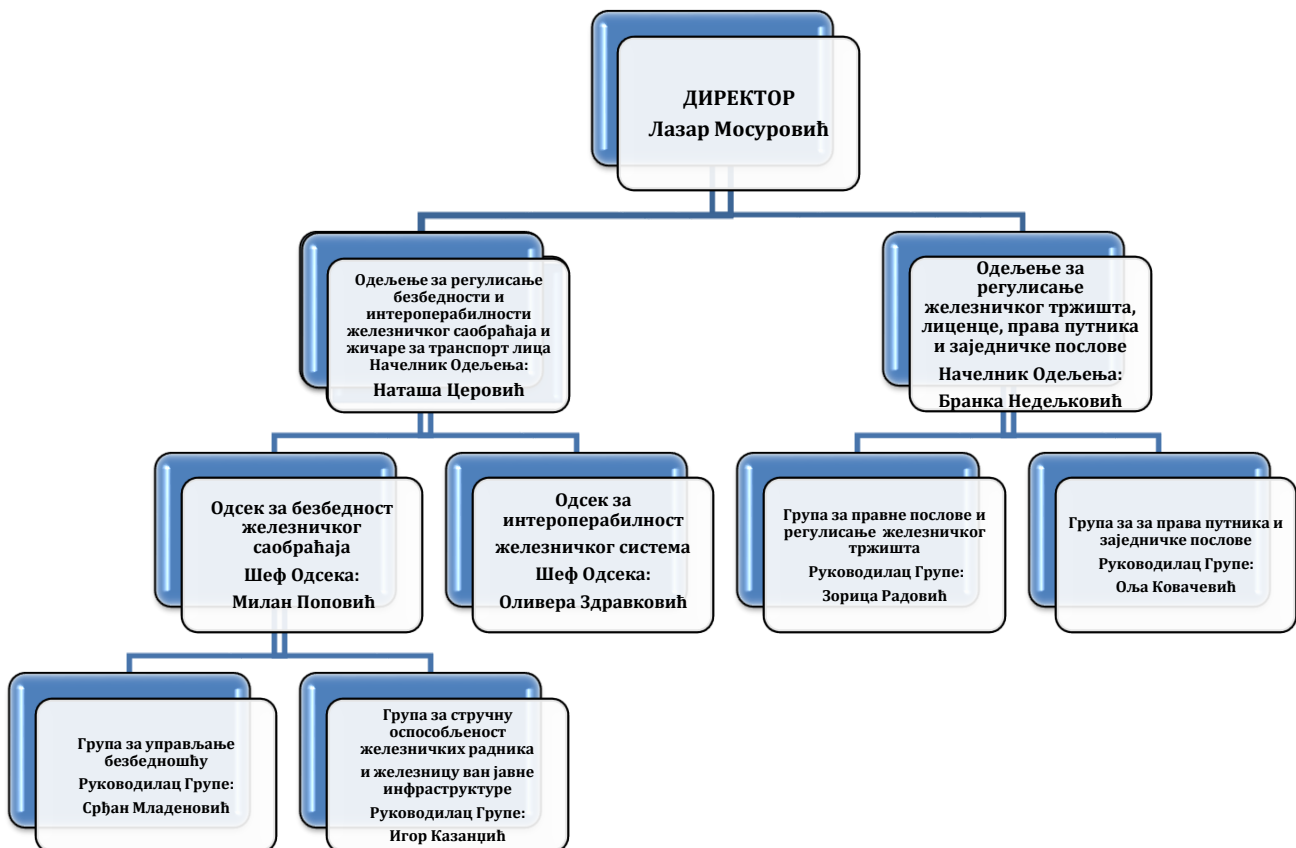 ДИРЕКТОР
Лазар Мосуровић
Одељење за регулисање
безбедности и
интероперабилности
железничког саобраћаја и
жичаре за транспорт лица
Начелник Одељења:
Наташа Церовић
Одељење за
регулисање
железничког тржишта,
лиценце, права путника
и заједничке послове
Начелник Одељења:
Бранка Недељковић
Одсек за безбедност
железничког
саобраћаја
Шеф Одсека:
Милан Поповић
Одсек за
интероперабилност
железничког система
Шеф Одсека:
Оливера Здравковић
Група за правне послове и
регулисање железничког
тржишта
Руководилац Групе:
Зорица Радовић
Група за за права путника и
заједничке послове
Руководилац Групе:
Оља Ковачевић
Група за управљање
безбедношћу
Руководилац Групе:
Срђан Младеновић
Група за стручну
оспособљеност
железничких радника
и железницу ван јавне
инфраструктуре
Руководилац Групе:
Игор Казанџић